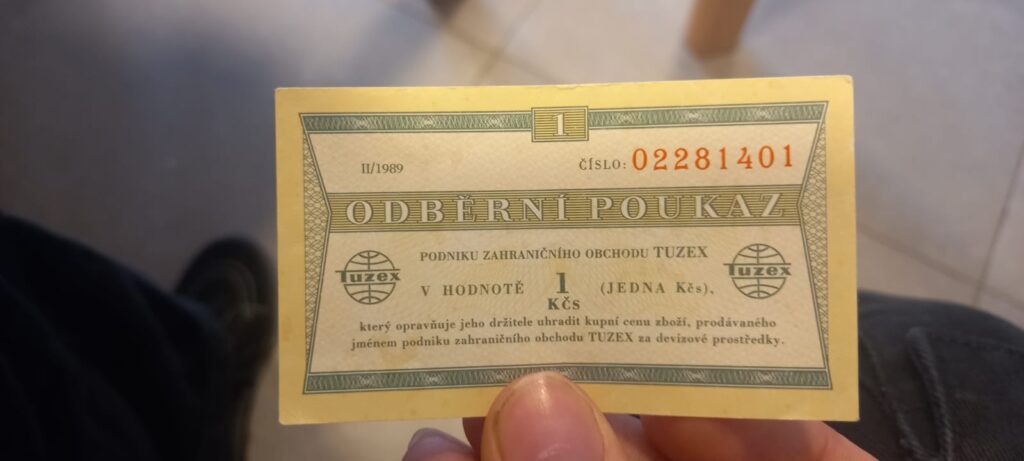 1
II/1989
ČÍSLO: 02281401
ODBĚRNÍ POUKAZ
PODNIKU ZAHRANIČNÍHO OBCHODU TUZEX
Tuzex
Tuzex
V HODNOTĚ 1 (JEDNA Kčs),
KČs
který opravňuje jeho držitele uhradit kupní cenu zboží, prodávaného
jménem podniku zahraničního obchodu TUZEX za devizové prostředky.